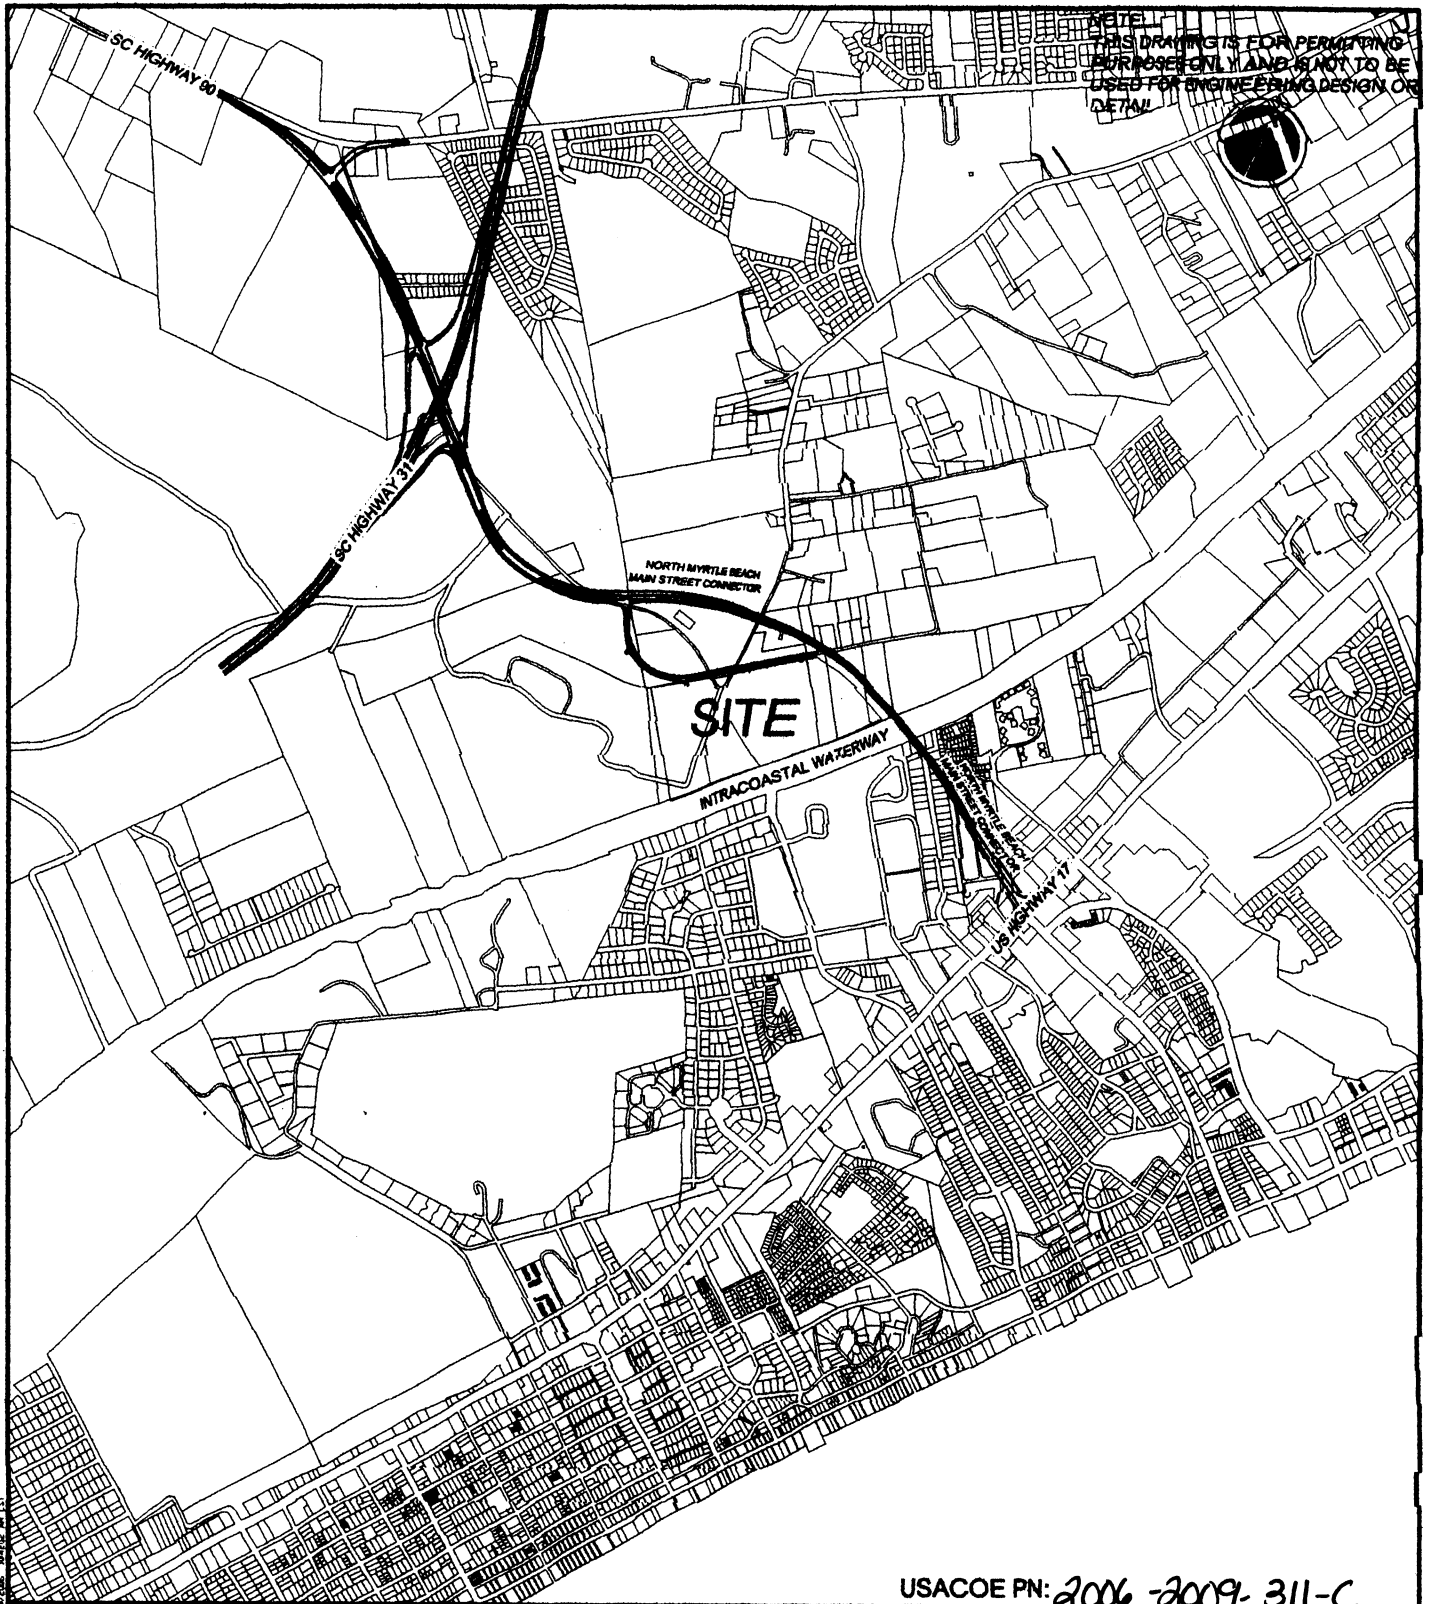 NOTE:
THIS DRAWING IS FOR PERMITTING
PURPOSES ONLY AND IS NOT TO BE
USED FOR ENGINEERING DESIGN OR
DETAIL
SC HIGHWAY 90
SC HIGHWAY 31
NORTH MYRTLE BEACH
MAIN STREET CONNECTOR
SITE
INTRACOASTAL WATERWAY
NORTH MYRTLE BEACH
MAIN STREET CONNECTOR
US HIGHWAY 17
USACOE PN: 2006-2009-311-C